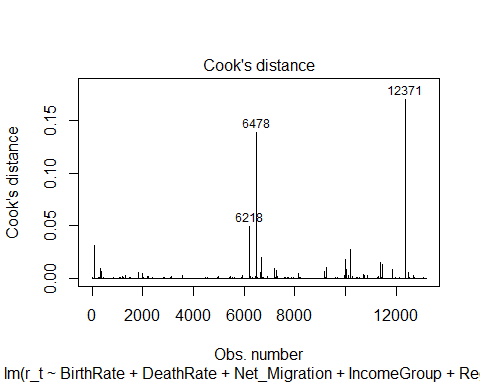 Cook's distance
12371
6478
6218
Cook's distance
0.00 0.05 0.10 0.15
0 2000 4000 6000 8000 12000
Obs. number
lm(r_t ~ BirthRate + DeathRate + Net_Migration + IncomeGroup + Re